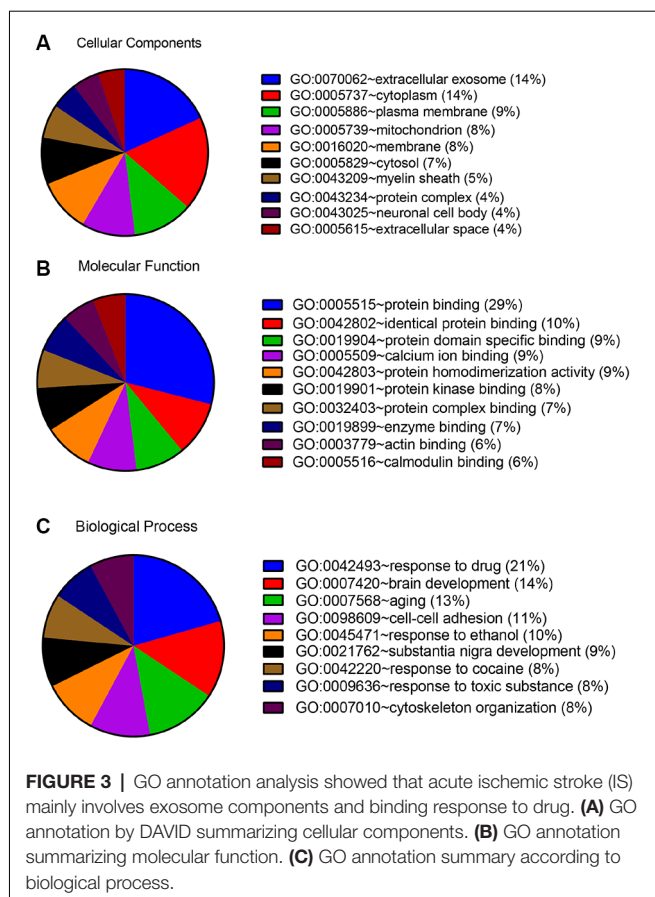 A Cellular Components
GO:0070062~extracellular exosome (14%)
GO:0005737~cytoplasm (14%)
GO:0005886~plasma membrane (9%)
GO:0005739~mitochondrion (8%)
GO:0016020~membrane (8%)
GO:0005829~cytosol (7%)
GO:0043209~myelin sheath (5%)
GO:0043234~protein complex (4%)
GO:0043025~neuronal cell body (4%)
GO:0005615~extracellular space (4%)
B Molecular Function
GO:0005515~protein binding (29%)
GO:0042802~identical protein binding (10%)
GO:0019904~protein domain specific binding (9%)
GO:0005509~calcium ion binding (9%)
GO:0042803~protein homodimerization activity (9%)
GO:0019901~protein kinase binding (8%)
GO:0032403~protein complex binding (7%)
GO:0019899~enzyme binding (7%)
GO:0003779~actin binding (6%)
GO:0005516~calmodulin binding (6%)
C Biological Process
GO:0042493~response to drug (21%)
GO:0007420~brain development (14%)
GO:0007568~aging (13%)
GO:0098609~cell-cell adhesion (11%)
GO:0045471~response to ethanol (10%)
GO:0021762~substantia nigra development (9%)
GO:0042220~response to cocaine (8%)
GO:0009636~response to toxic substance (8%)
GO:0007010~cytoskeleton organization (8%)
FIGURE 3 | GO annotation analysis showed that acute ischemic stroke (IS)
mainly involves exosome components and binding response to drug. (A) GO
annotation by DAVID summarizing cellular components. (B) GO annotation
summarizing molecular function. (C) GO annotation summary according to
biological process.